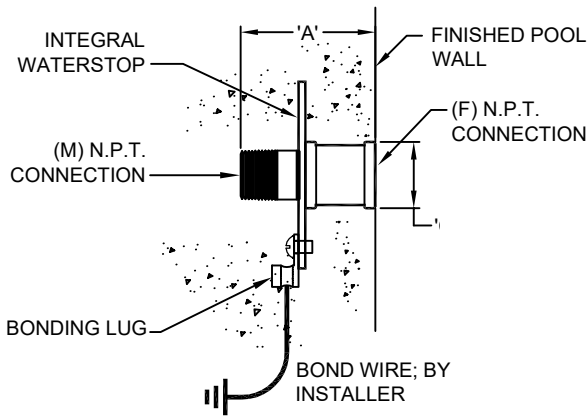 INTEGRAL
WATERSTOP
'A'
FINISHED POOL
WALL
(M) N.P.T.
CONNECTION
(F) N.P.T.
CONNECTION
BONDING LUG
BOND WIRE; BY
INSTALLER